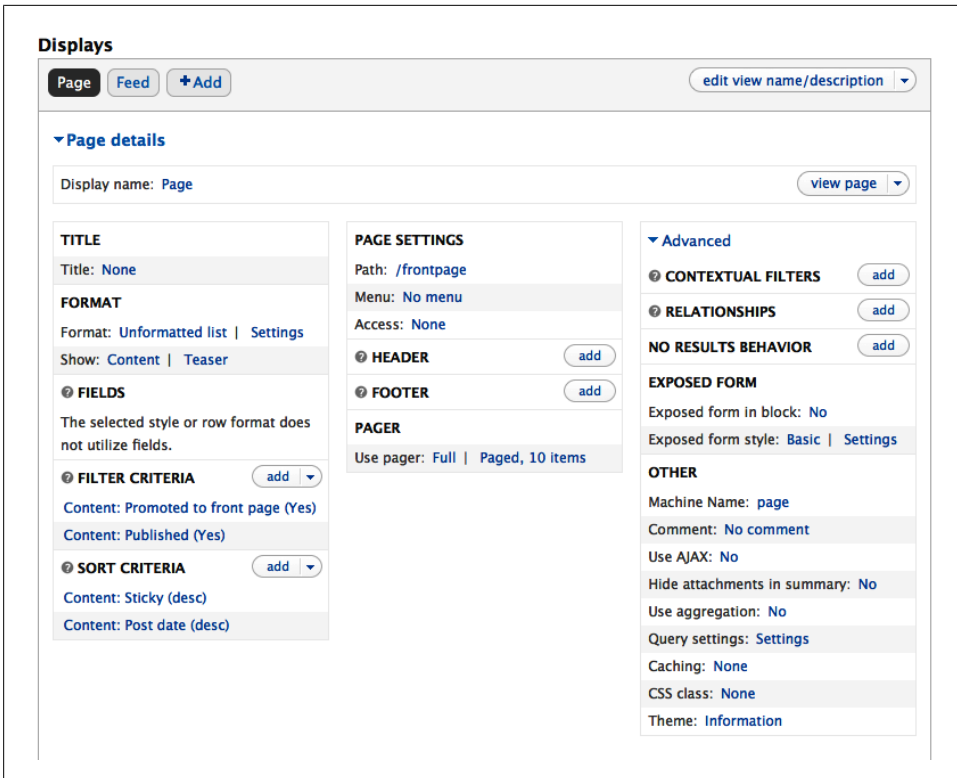 Displays
Page Feed +Add edit view name/description
Page details
Display name: Page view page
TITLE
Title: None
FORMAT
Format: Unformatted list | Settings
Show: Content | Teaser
FIELDS
The selected style or row format does
not utilize fields.
FILTER CRITERIA add
Content: Promoted to front page (Yes)
Content: Published (Yes)
SORT CRITERIA add
Content: Sticky (desc)
Content: Post date (desc)
PAGE SETTINGS
Path: /frontpage
Menu: No menu
Access: None
HEADER add
FOOTER add
PAGER
Use pager: Full | Paged, 10 items
Advanced
CONTEXTUAL FILTERS add
RELATIONSHIPS add
NO RESULTS BEHAVIOR add
EXPOSED FORM
Exposed form in block: No
Exposed form style: Basic | Settings
OTHER
Machine Name: page
Comment: No comment
Use AJAX: No
Hide attachments in summary: No
Use aggregation: No
Query settings: Settings
Caching: None
CSS class: None
Theme: Information